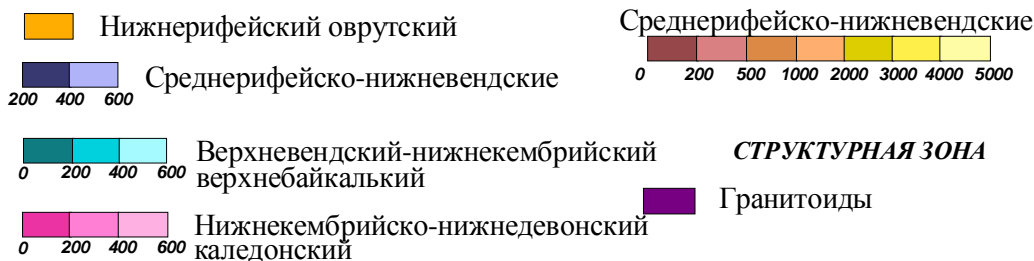 Нижнерифейский оврутский
200 400 600
Среднерифейско-нижневендские
0 200 400 600
Верхневендский-нижнекембрийский
верхнебайкалький
0 200 400 600
Нижнекембрийско-нижнедевонский
каледонский
Среднерифейско-нижневендские
0 200 500 1000 2000 3000 4000 5000
СТРУКТУРНАЯ ЗОНА
Гранитоиды